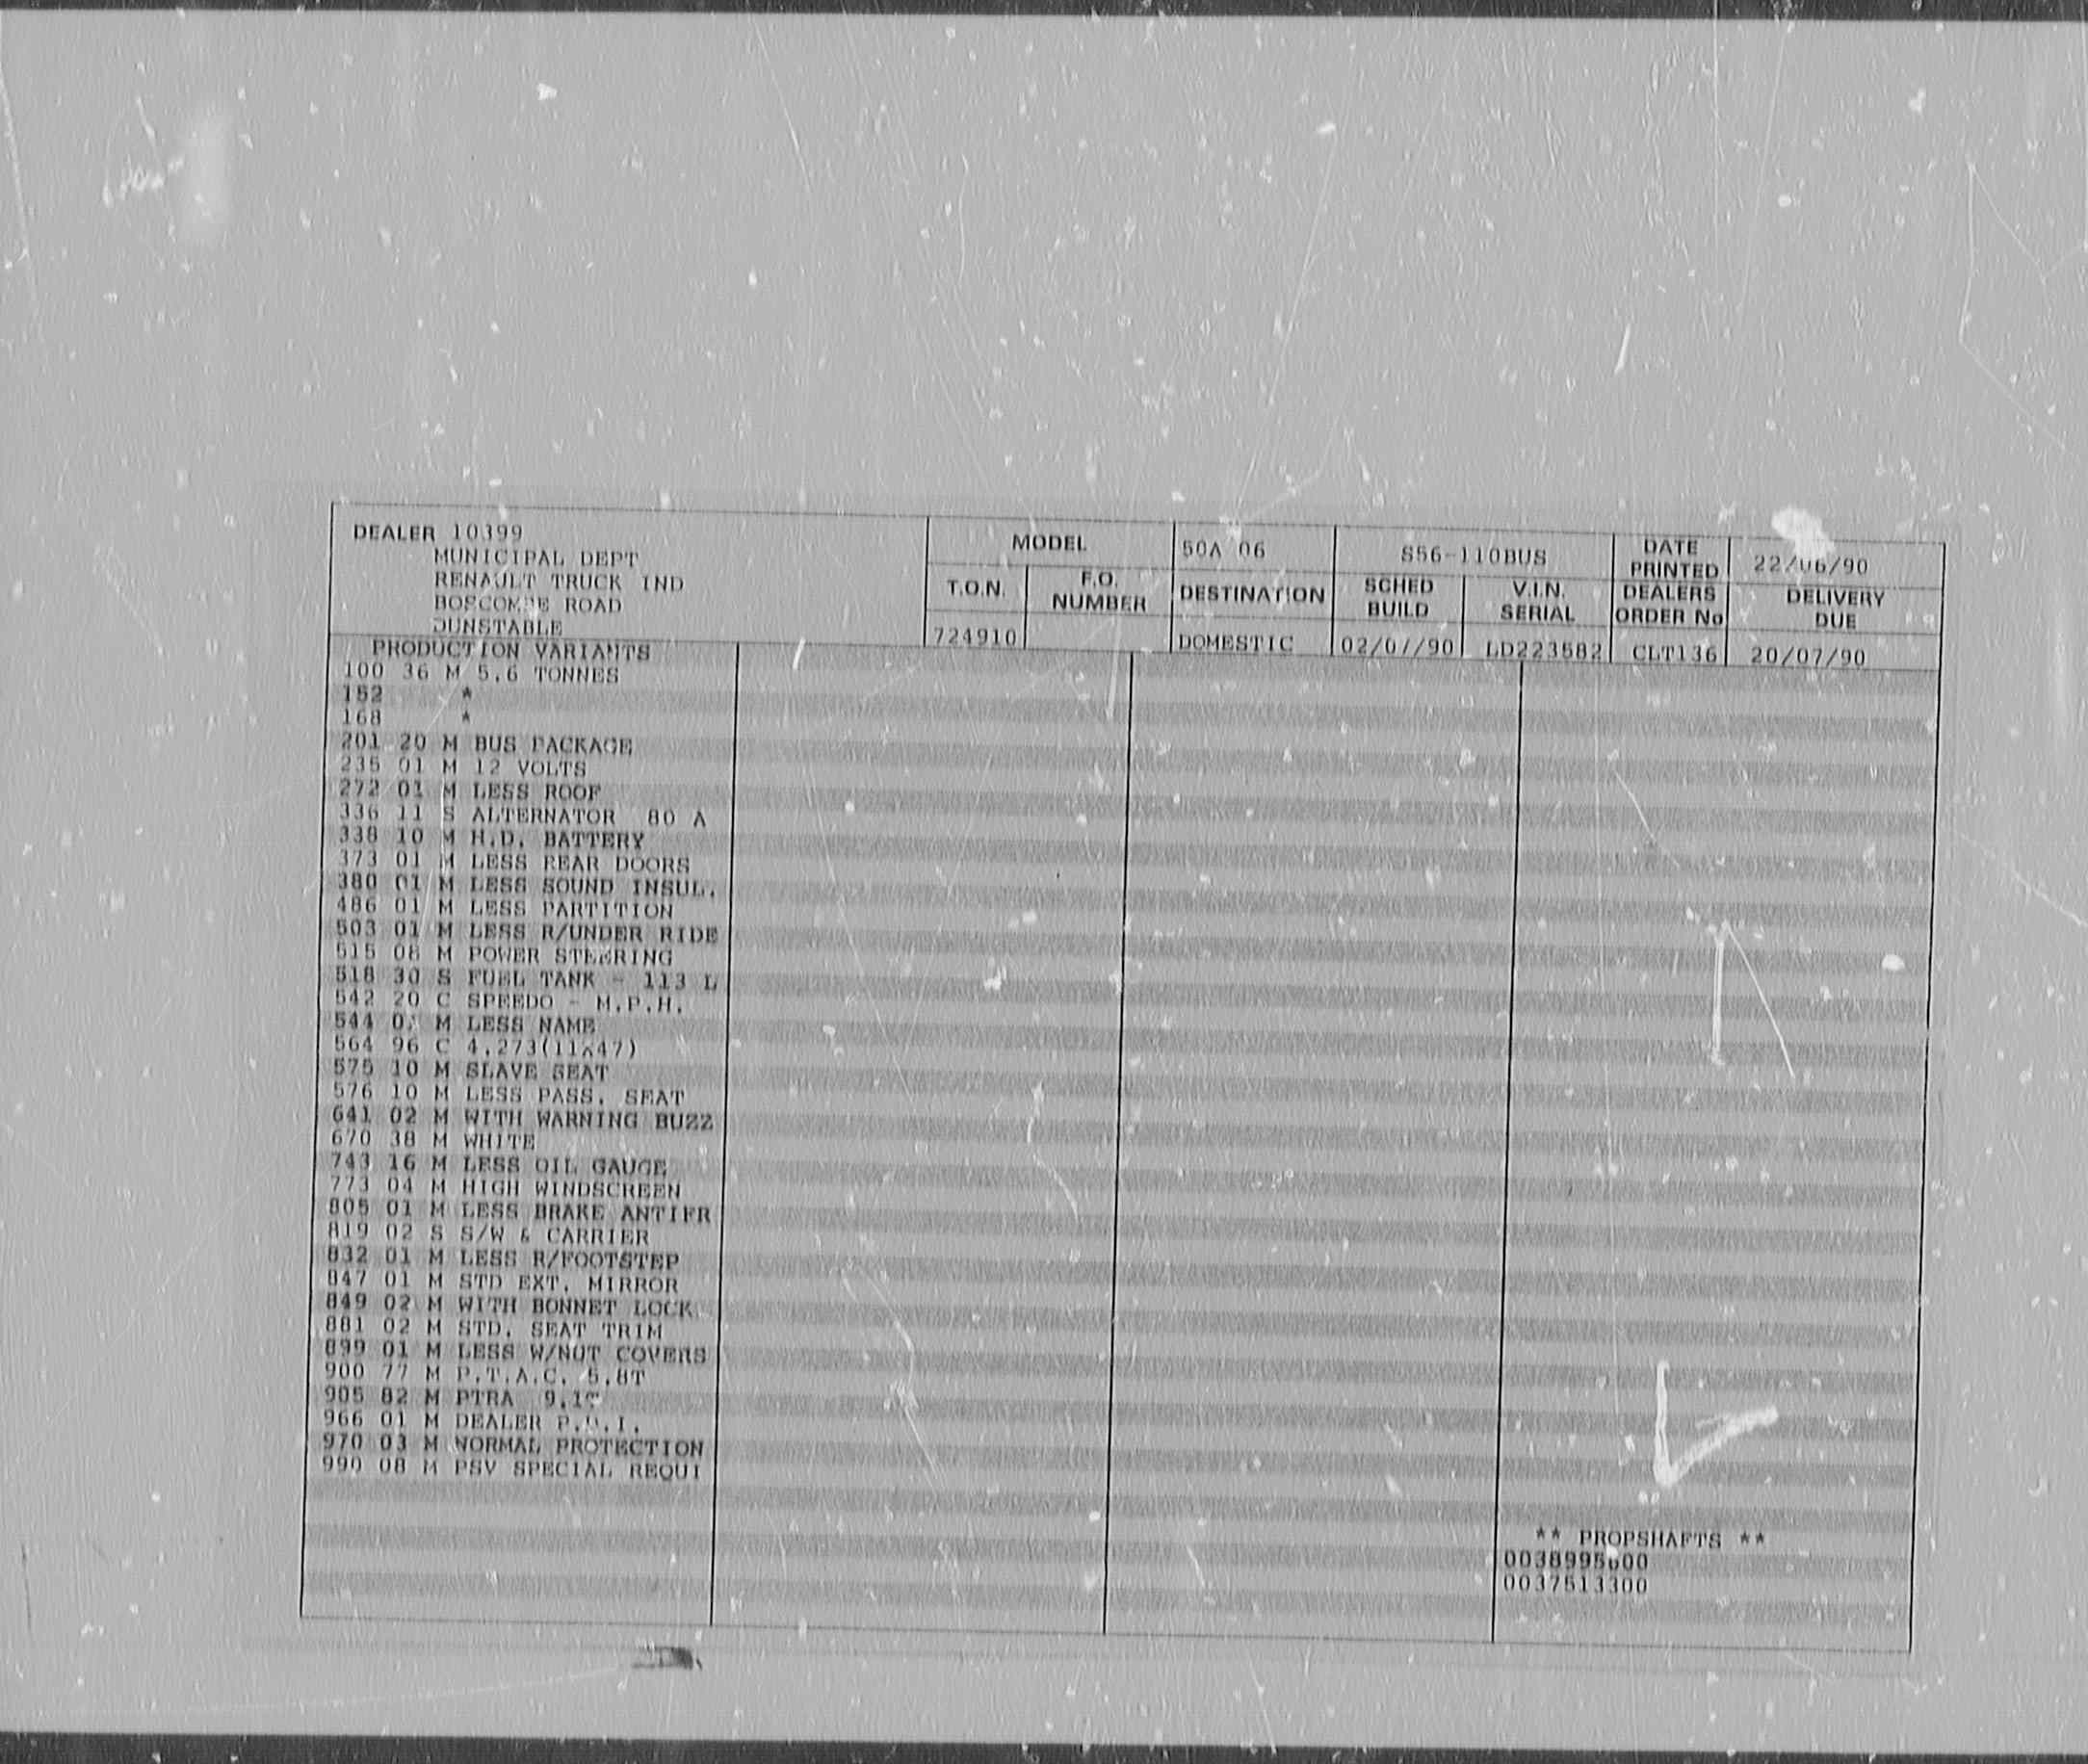 DEALER 10399
MUNICIPAL DEPT
RENAULT TRUCK IND
BOSCOMBE ROAD
DUNSTABLE
MODEL 50A 06 S56-110BUS DATE PRINTED 22/06/90
T.O.N. F.O. NUMBER DESTINATION SCHED BUILD V.I.N. SERIAL DEALERS ORDER No DELIVERY DUE
724910 DOMESTIC 02/07/90 LD223582 CLT136 20/07/90
PRODUCTION VARIANTS
100 36 M 5.6 TONNES
152 *
168 *
201 20 M BUS PACKAGE
235 01 M 12 VOLTS
272 01 M LESS ROOF
336 11 S ALTERNATOR 80 A
338 10 M H.D. BATTERY
373 01 M LESS REAR DOORS
380 01 M LESS SOUND INSUL.
486 01 M LESS PARTITION
503 01 M LESS R/UNDER RIDE
515 08 M POWER STEERING
518 30 S FUEL TANK - 113 L
542 20 C SPEEDO - M.P.H.
544 M LESS NAME
564 96 C 4.273(11x47)
575 10 M SLAVE SEAT
576 10 M LESS PASS. SEAT
641 02 M WITH WARNING BUZZ
670 38 M WHITE
743 16 M LESS OIL GAUGE
773 04 M HIGH WINDSCREEN
805 01 M LESS BRAKE ANTIFR
819 02 S S/W & CARRIER
832 01 M LESS R/FOOTSTEP
847 01 M STD EXT. MIRROR
849 02 M WITH BONNET LOCK
881 02 M STD. SEAT TRIM
899 01 M LESS W/NUT COVERS
900 77 M P.T.A.C. 5.8T
905 82 M PTRA 9.1T
966 01 M DEALER P.D.I.
970 03 M NORMAL PROTECTION
990 08 M PSV SPECIAL REQUI
** PROPSHAFTS **
0038995600
0037513300